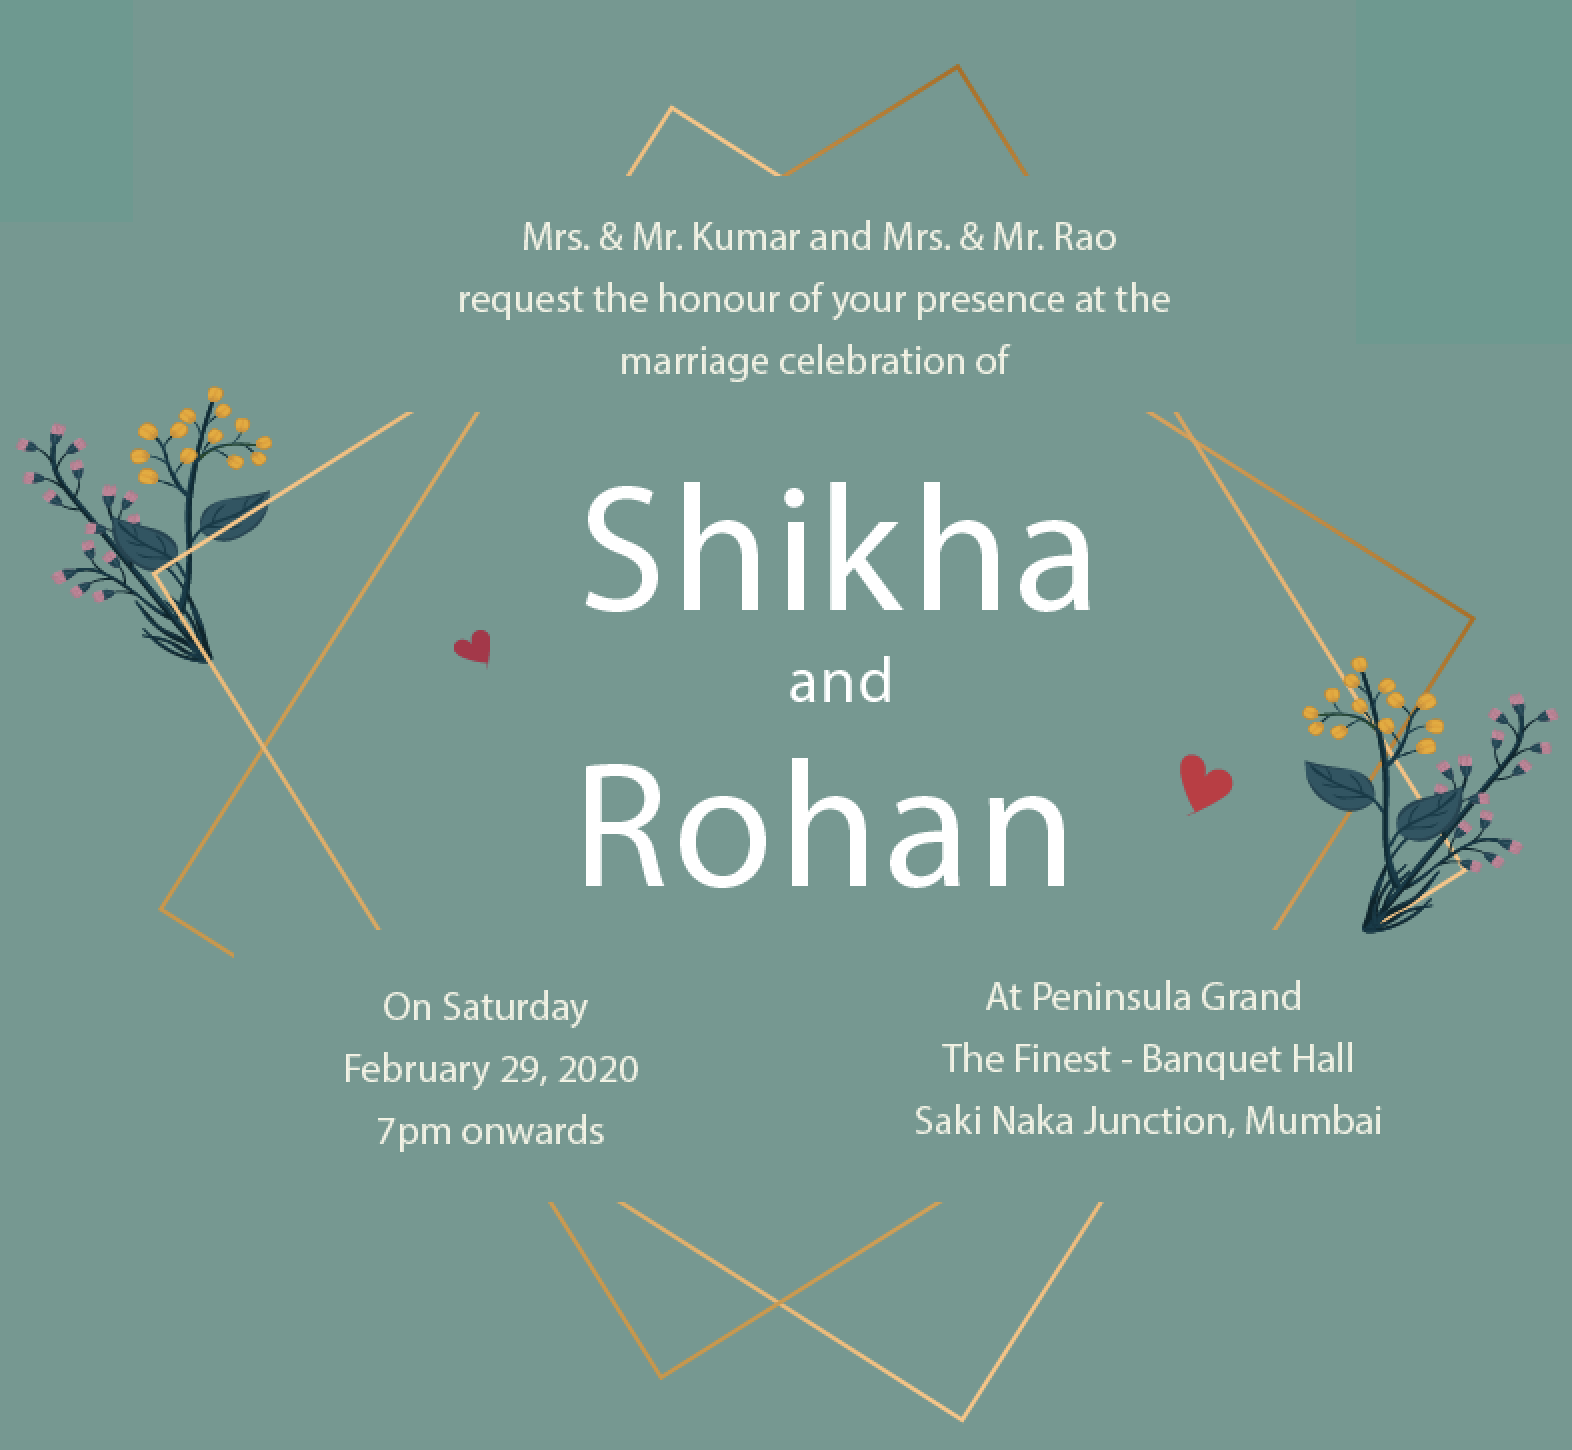 Mrs. & Mr. Kumar and Mrs. & Mr. Rao
request the honour of your presence at the
marriage celebration of
Shikha
and
Rohan
On Saturday
February 29, 2020
7pm onwards
At Peninsula Grand
The Finest - Banquet Hall
Saki Naka Junction, Mumbai